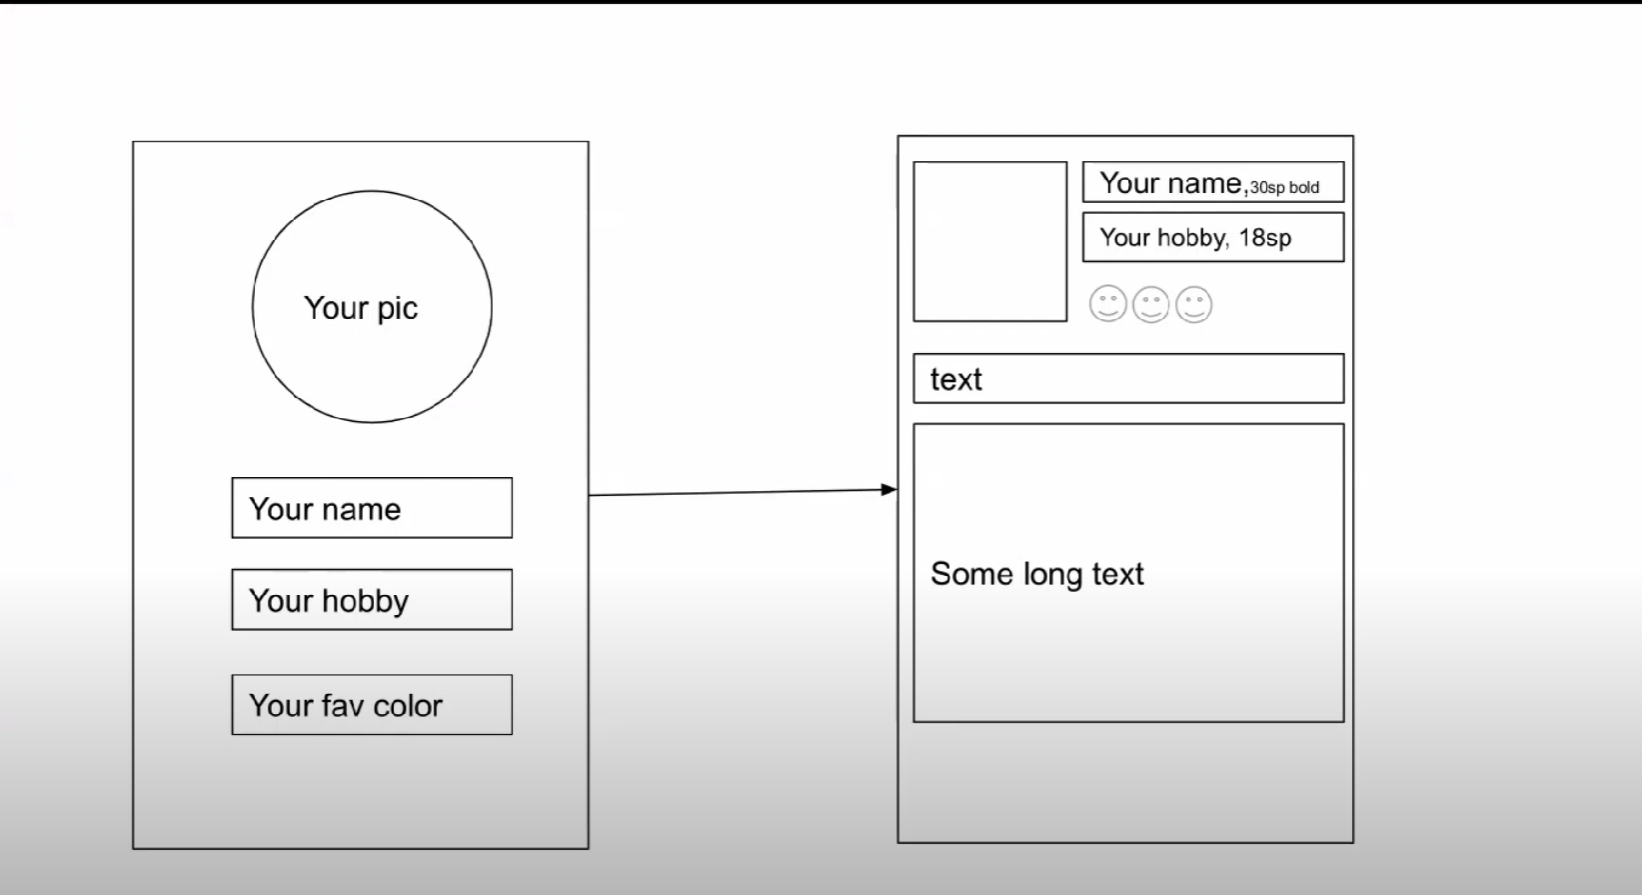 Your pic
Your name
Your hobby
Your fav color
Your name,30sp bold
Your hobby, 18sp
text
Some long text